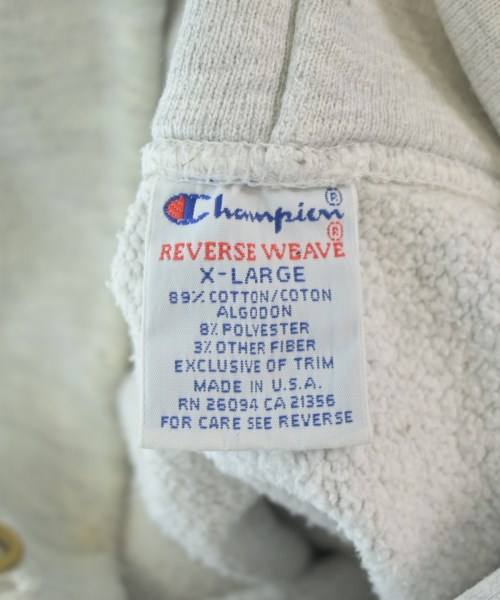 Champion®
REVERSE WEAVE®
X-LARGE
89% COTTON/COTON
ALGODON
8% POLYESTER
3% OTHER FIBER
EXCLUSIVE OF TRIM
MADE IN U.S.A.
RN 26094 CA 21356
FOR CARE SEE REVERSE